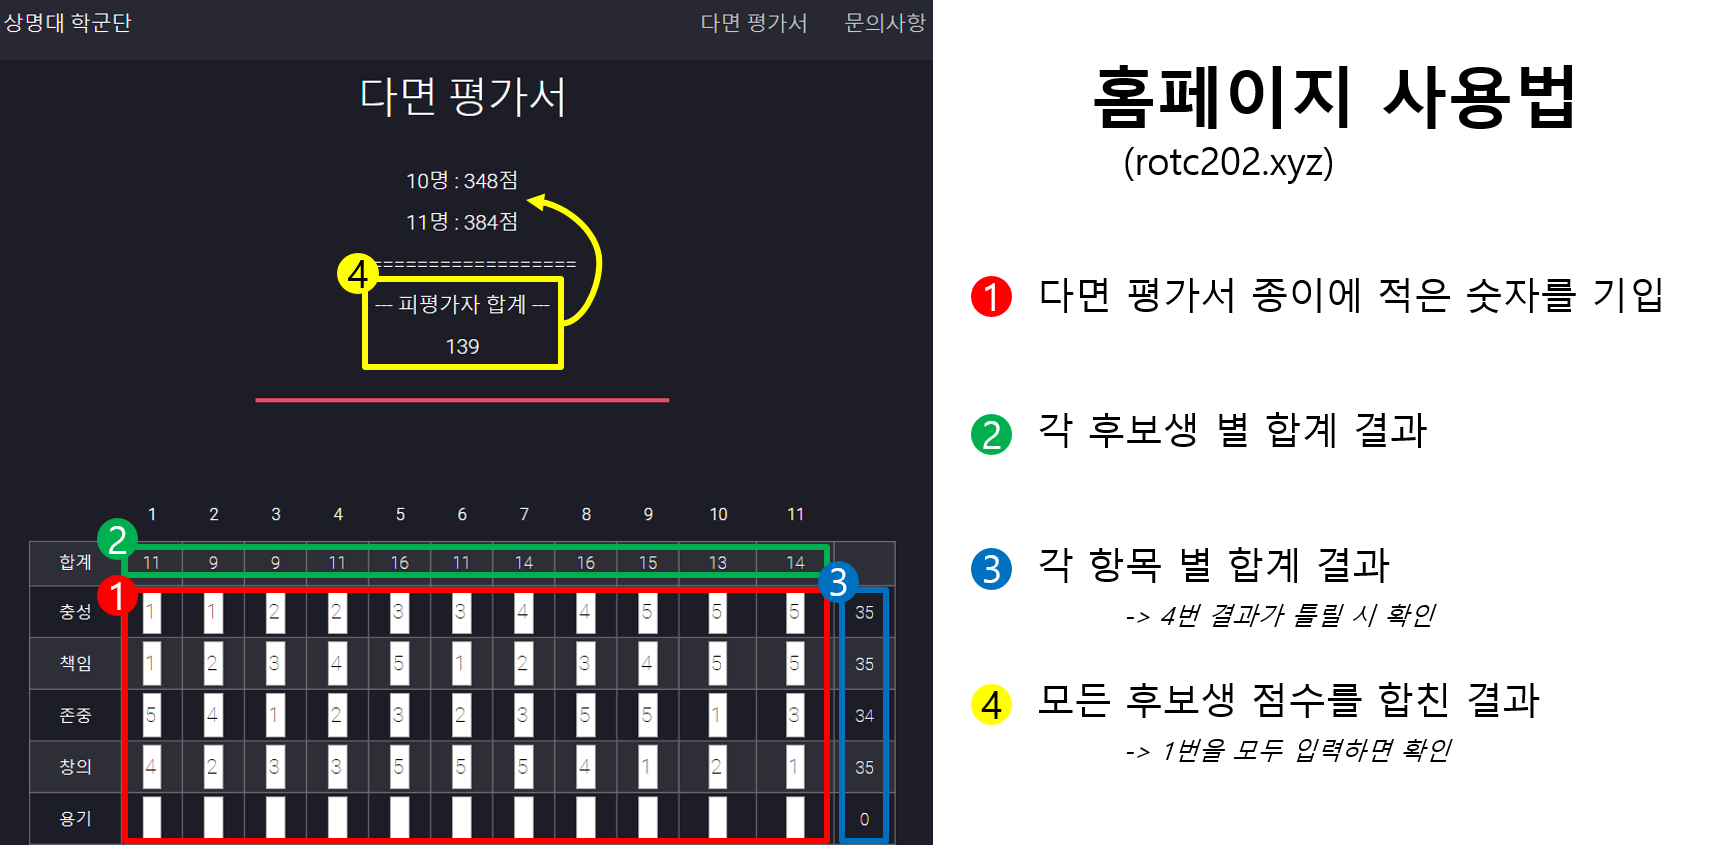 상명대 학군단 다면 평가서 문의사항
다면 평가서
10명 : 348점
11명 : 384점
==================
4
--- 피평가자 합계 ---
139
1 2 3 4 5 6 7 8 9 10 11
2
합계 11 9 9 11 16 11 14 16 15 13 14
1 3
충성 1 1 2 2 3 3 4 4 5 5 5 35
책임 1 2 3 4 5 1 2 3 4 5 5 35
존중 5 4 1 2 3 2 3 5 5 1 3 34
창의 4 2 3 3 5 5 5 4 1 2 1 35
용기 0
홈페이지 사용법
(rotc202.xyz)
1 다면 평가서 종이에 적은 숫자를 기입
2 각 후보생 별 합계 결과
3 각 항목 별 합계 결과
-> 4번 결과가 틀릴 시 확인
4 모든 후보생 점수를 합친 결과
-> 1번을 모두 입력하면 확인